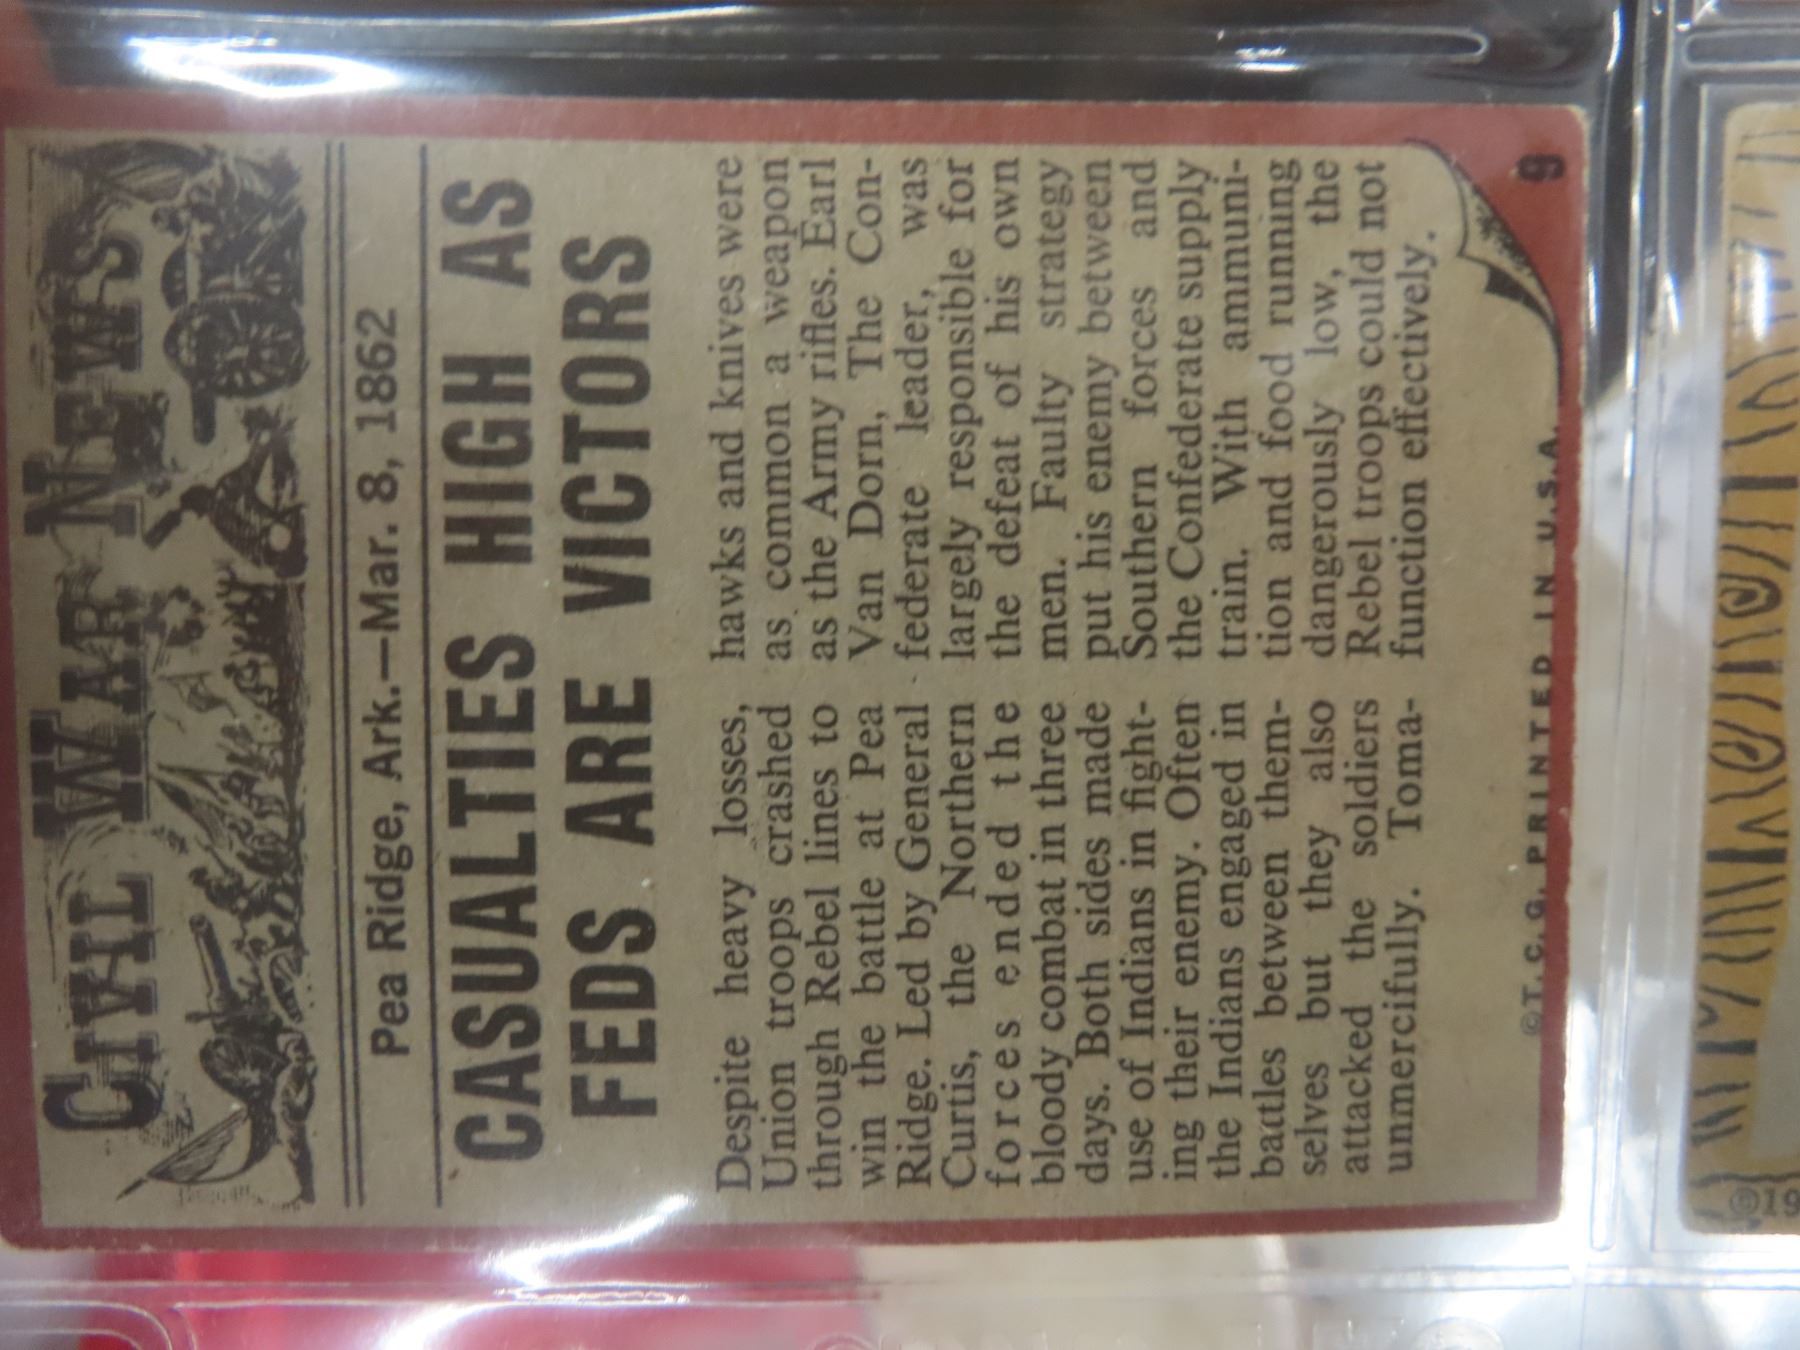 CIVIL WAR NEWS
Pea Ridge, Ark.—Mar. 8, 1862
CASUALTIES HIGH AS
FEDS ARE VICTORS
Despite heavy losses,
Union troops crashed
through Rebel lines to
win the battle at Pea
Ridge. Led by General
Curtis, the Northern
forces ended the
bloody combat in three
days. Both sides made
use of Indians in fight-
ing their enemy. Often
the Indians engaged in
battles between them-
selves but they also
attacked the soldiers
unmercifully. Toma-
hawks and knives were
as common a weapon
as the Army rifles. Earl
Van Dorn, The Con-
federate leader, was
largely responsible for
the defeat of his own
men. Faulty strategy
put his enemy between
Southern forces and
the Confederate supply
train. With ammuni-
tion and food running
dangerously low, the
Rebel troops could not
function effectively.
©T.C.G. PRINTED IN U.S.A.
9